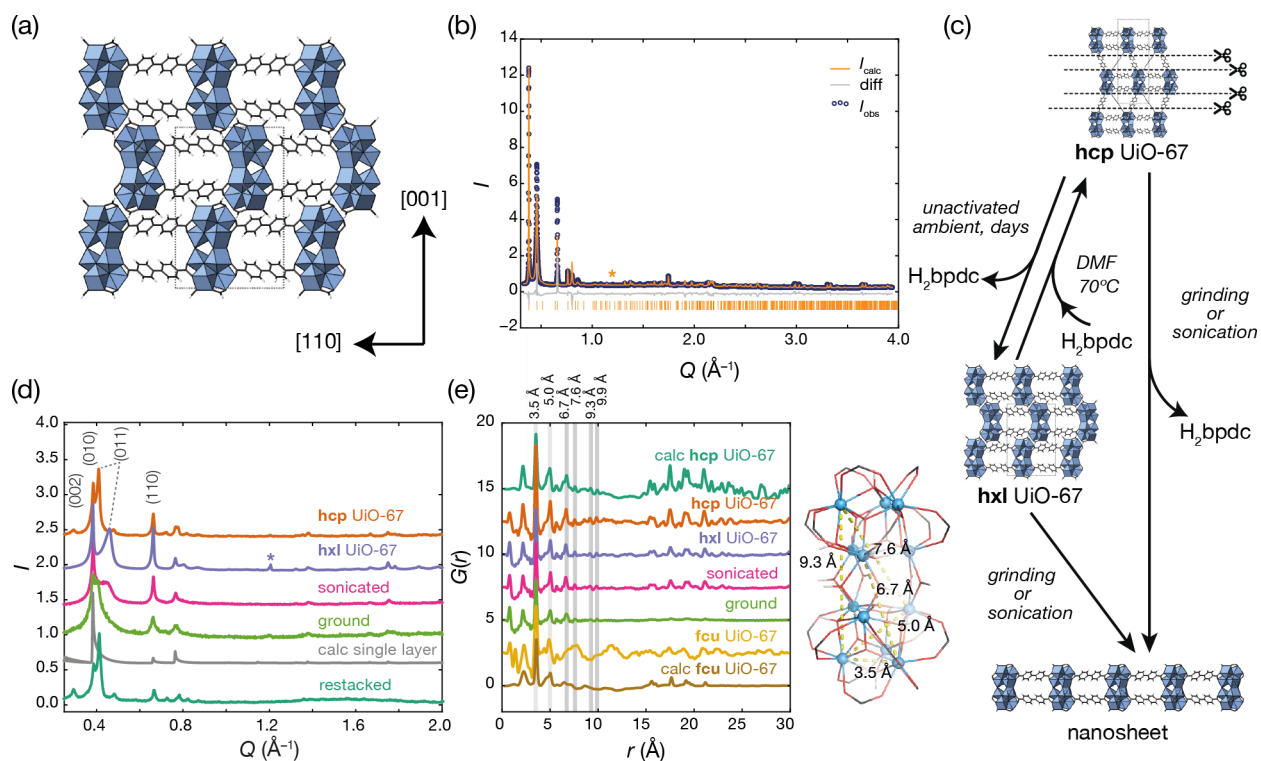 (a)
[001]
[110]
(b)
14
12
10
8
6
4
2
0
−2
I
I calc
diff
I obs
*
1.0
2.0
3.0
4.0
Q (Å⁻¹)
(c)
hcp UiO-67
unactivated
ambient, days
H₂bpdc
DMF
70ºC
H₂bpdc
grinding
or
sonication
H₂bpdc
hxl UiO-67
grinding
or
sonication
nanosheet
(d)
4.0
3.5
3.0
2.5
2.0
1.5
1.0
0.5
0.0
I
(002)
(010)
(011)
(110)
hcp UiO-67
hxl UiO-67
*
sonicated
ground
calc single layer
restacked
0.4
0.8
1.2
1.6
2.0
Q (Å⁻¹)
(e)
3.5 Å
5.0 Å
6.7 Å
7.6 Å
9.3 Å
9.9 Å
20
15
10
5
0
G(r)
calc hcp UiO-67
hcp UiO-67
hxl UiO-67
sonicated
ground
fcu UiO-67
calc fcu UiO-67
0
5
10
15
20
25
30
r (Å)
7.6 Å
9.3 Å
6.7 Å
5.0 Å
3.5 Å